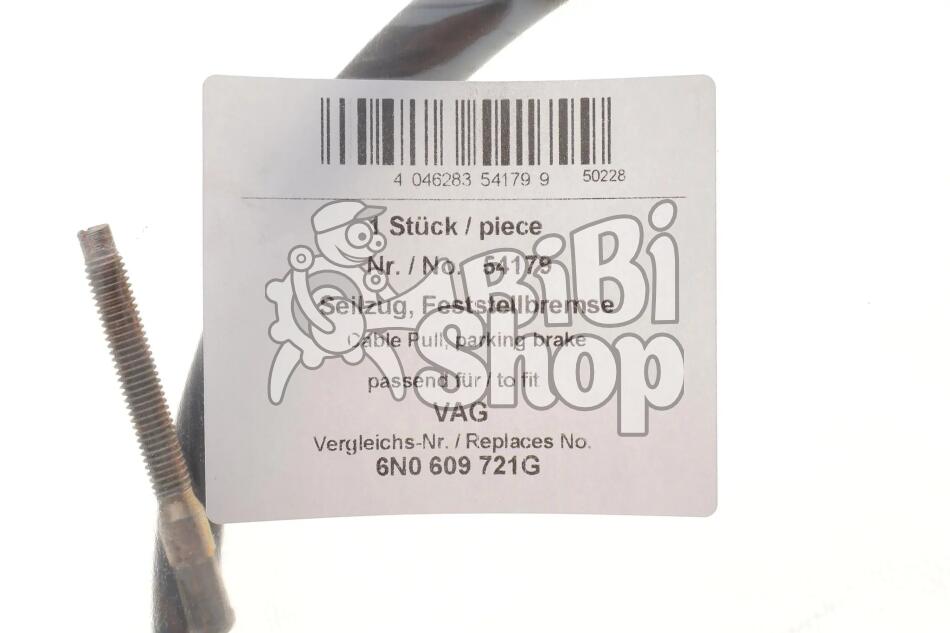 4 046283 54179 9 50228
1 Stück / piece
Nr. / No. 54179
Seilzug, Feststellbremse
Cable Pull, parking brake
passend für / to fit
VAG
Vergleichs-Nr. / Replaces No.
6N0 609 721G
BiBi
Shop